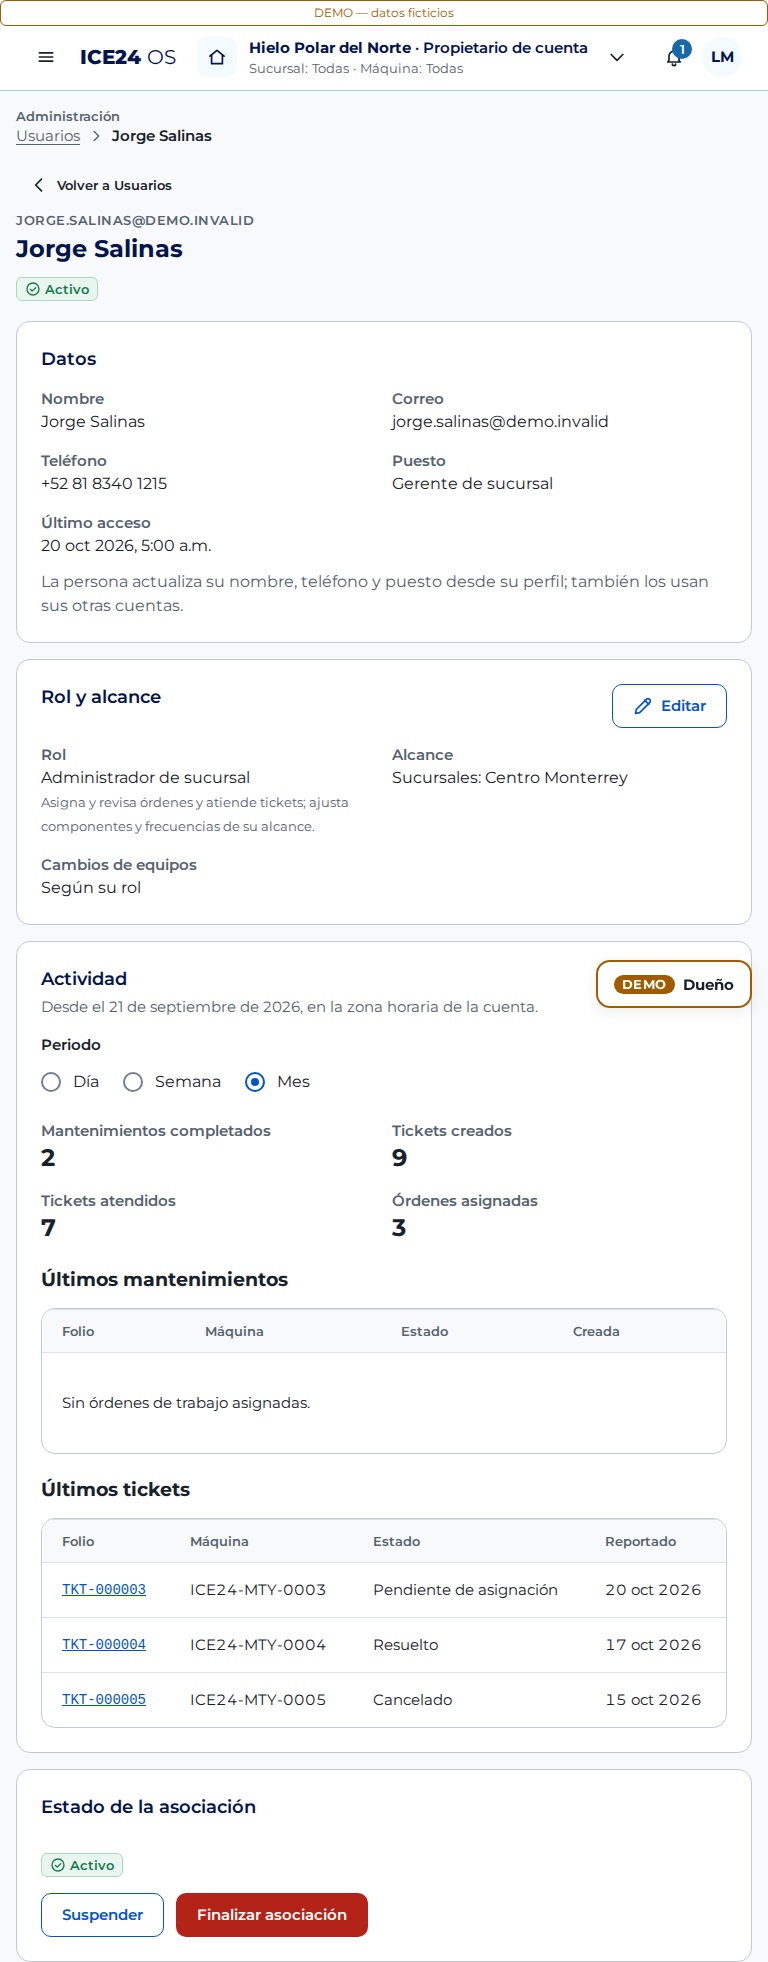 DEMO — datos ficticios
ICE24 OS
Hielo Polar del Norte · Propietario de cuenta
Sucursal: Todas · Máquina: Todas
1
LM
Administración
Usuarios > Jorge Salinas
Volver a Usuarios
JORGE.SALINAS@DEMO.INVALID
Jorge Salinas
Activo
Datos
Nombre
Jorge Salinas
Correo
jorge.salinas@demo.invalid
Teléfono
+52 81 8340 1215
Puesto
Gerente de sucursal
Último acceso
20 oct 2026, 5:00 a.m.
La persona actualiza su nombre, teléfono y puesto desde su perfil; también los usan
sus otras cuentas.
Rol y alcance
Editar
Rol
Administrador de sucursal
Asigna y revisa órdenes y atiende tickets; ajusta
componentes y frecuencias de su alcance.
Alcance
Sucursales: Centro Monterrey
Cambios de equipos
Según su rol
Actividad
Desde el 21 de septiembre de 2026, en la zona horaria de la cuenta.
DEMO Dueño
Periodo
Día Semana Mes
Mantenimientos completados
2
Tickets creados
9
Tickets atendidos
7
Órdenes asignadas
3
Últimos mantenimientos
Folio Máquina Estado Creada
Sin órdenes de trabajo asignadas.
Últimos tickets
Folio Máquina Estado Reportado
TKT-000003 ICE24-MTY-0003 Pendiente de asignación 20 oct 2026
TKT-000004 ICE24-MTY-0004 Resuelto 17 oct 2026
TKT-000005 ICE24-MTY-0005 Cancelado 15 oct 2026
Estado de la asociación
Activo
Suspender Finalizar asociación